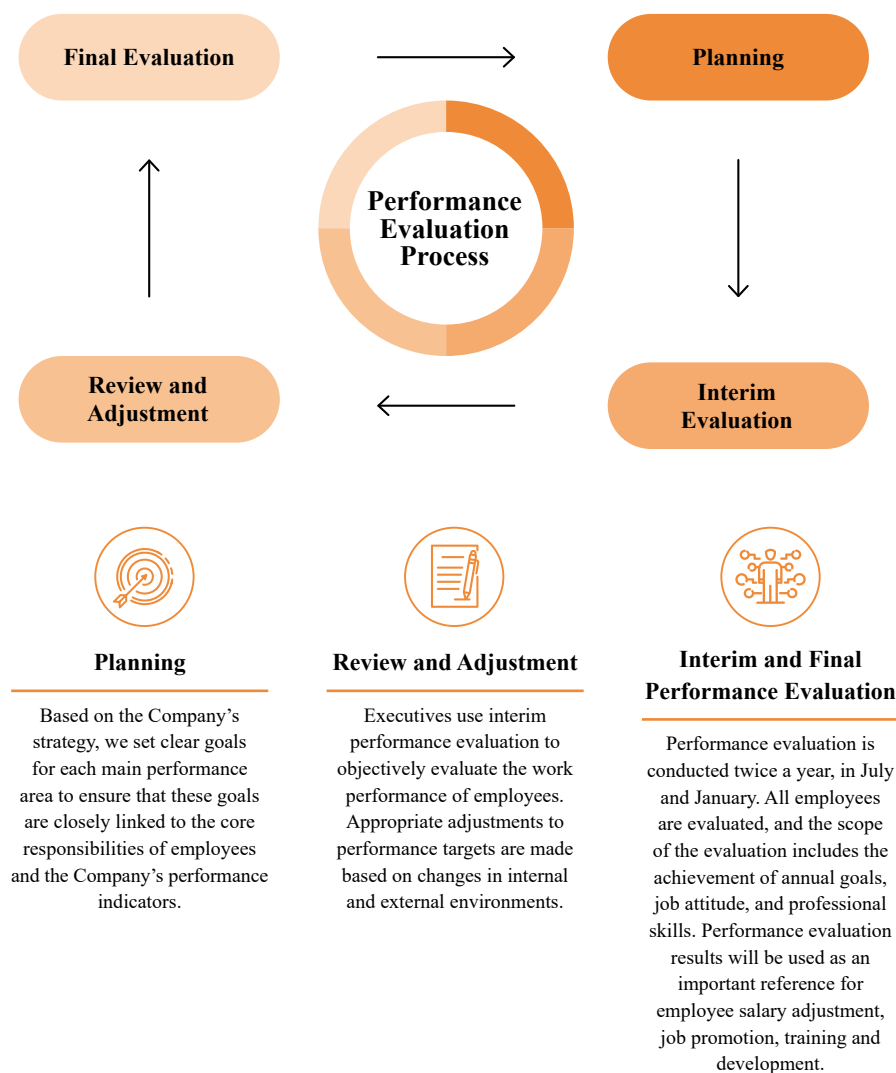 Final Evaluation
Planning
Performance
Evaluation
Process
Review and
Adjustment
Interim
Evaluation
Planning
Based on the Company's
strategy, we set clear goals
for each main performance
area to ensure that these goals
are closely linked to the core
responsibilities of employees
and the Company's performance
indicators.
Review and Adjustment
Executives use interim
performance evaluation to
objectively evaluate the work
performance of employees.
Appropriate adjustments to
performance targets are made
based on changes in internal
and external environments.
Interim and Final
Performance Evaluation
Performance evaluation is
conducted twice a year, in July
and January. All employees
are evaluated, and the scope
of the evaluation includes the
achievement of annual goals,
job attitude, and professional
skills. Performance evaluation
results will be used as an
important reference for
employee salary adjustment,
job promotion, training and
development.